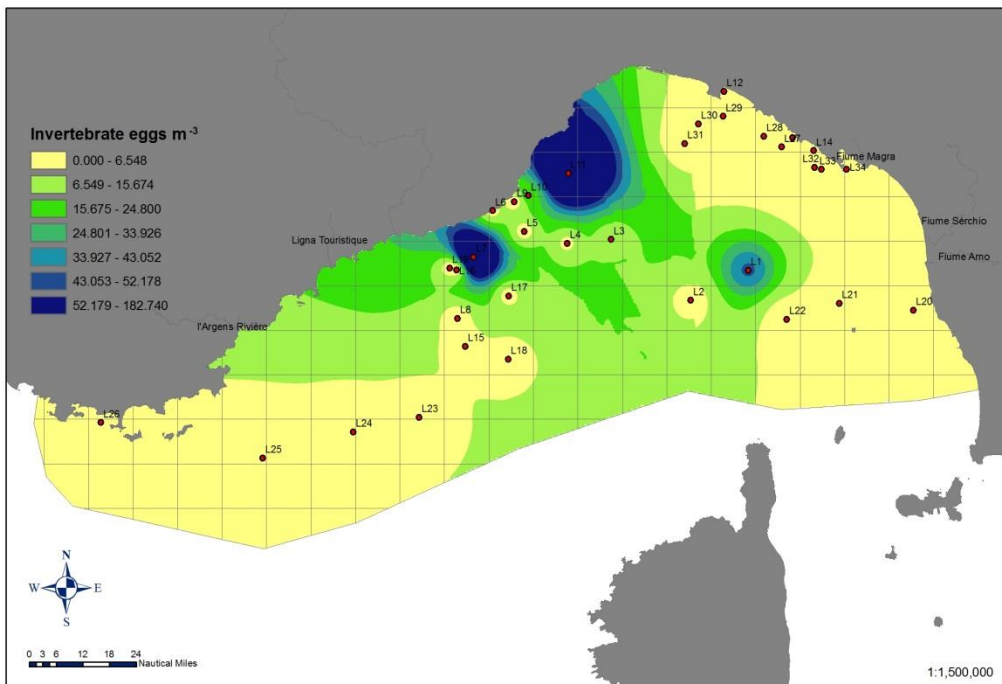 Invertebrate eggs m -3
0.000 - 6.548
6.549 - 15.674
15.675 - 24.800
24.801 - 33.926
33.927 - 43.052
43.053 - 52.178
52.179 - 182.740
L12
L29
L30
L31
L28
L27
L14
L32
L33
L34
Fiume Magra
L11
L10
L9
L6
L5
L4
L3
Fiume Sérchio
Fiume Arno
Ligna Touristique
L7
L1
L17
L2
L21
L20
L22
L8
l'Argens Rivière
L15
L18
L23
L26
L24
L25
N
W
E
S
0 3 6 12 18 24
Nautical Miles
1:1,500,000